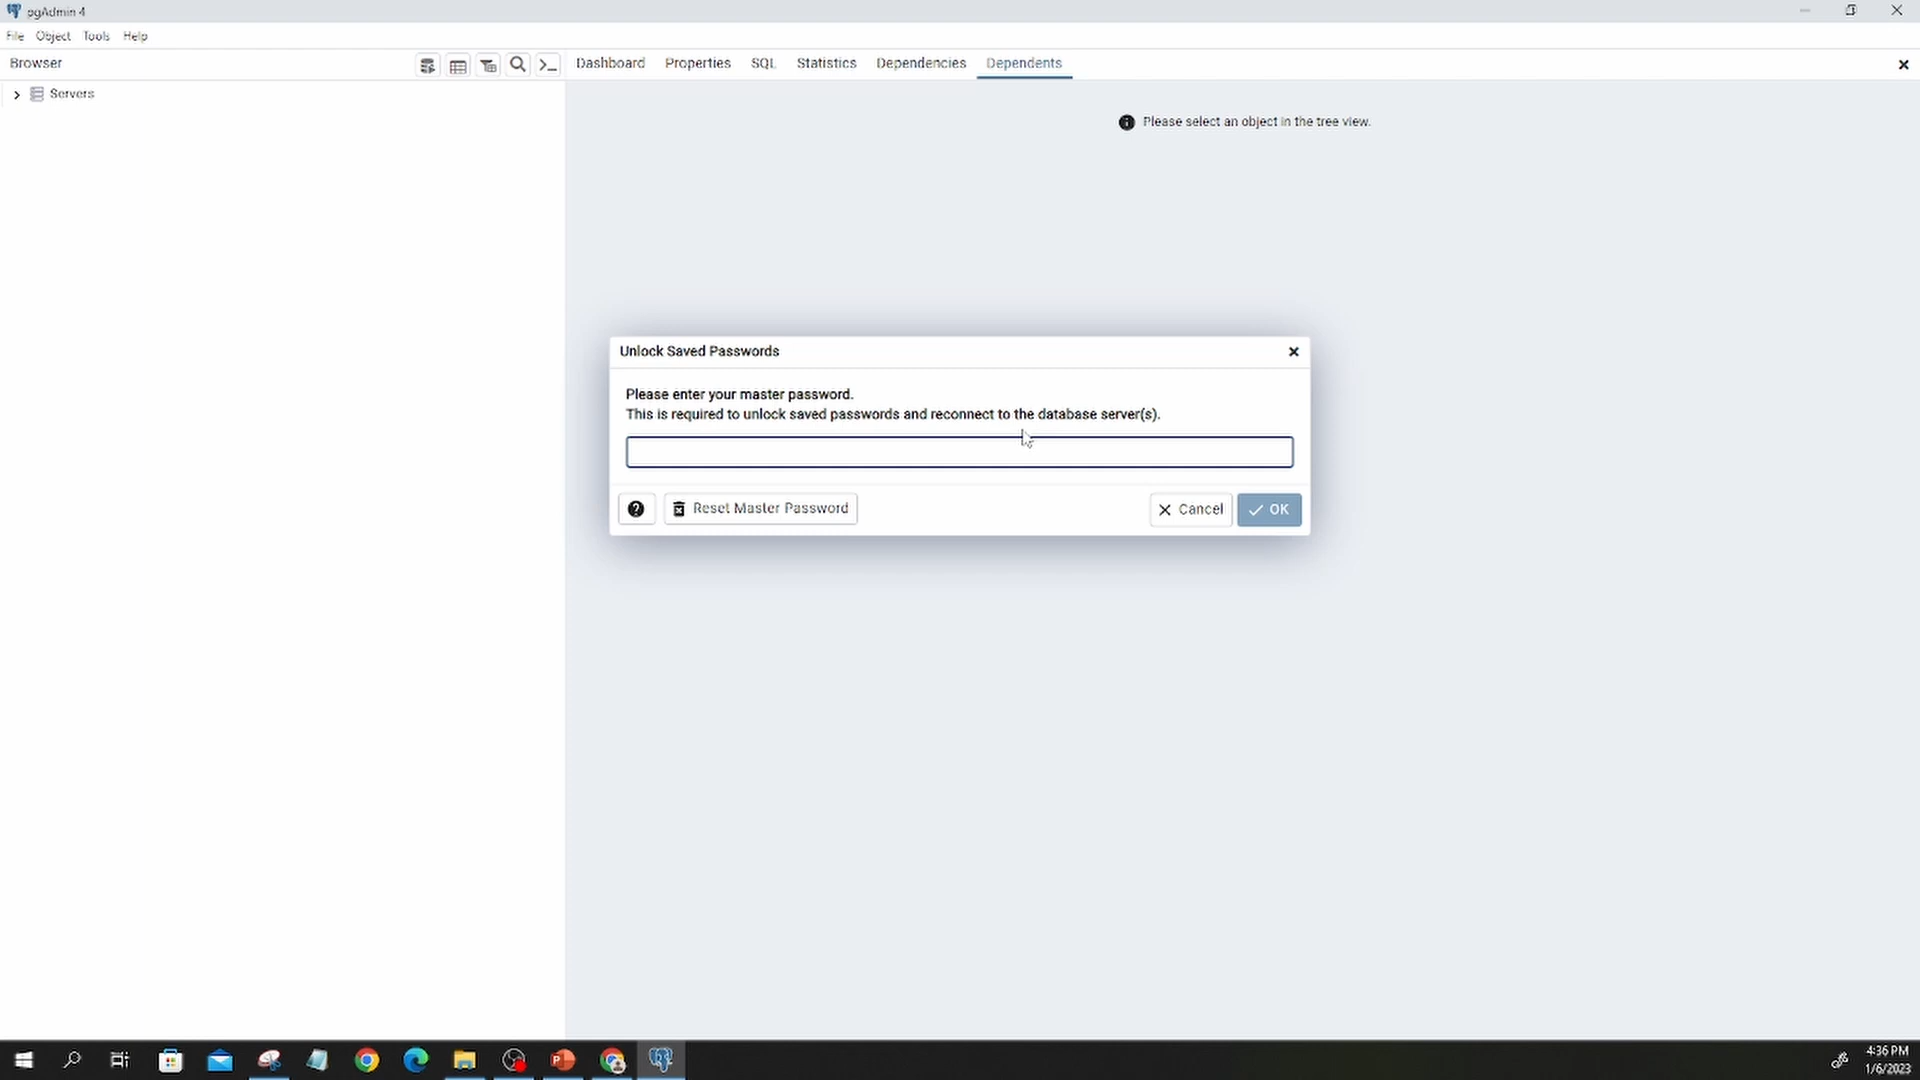 pgAdmin 4
File Object Tools Help
Browser
Dashboard Properties SQL Statistics Dependencies Dependents
Servers
Please select an object in the tree view.
Unlock Saved Passwords
Please enter your master password.
This is required to unlock saved passwords and reconnect to the database server(s).
Reset Master Password
Cancel
OK
4:36 PM
1/6/2023